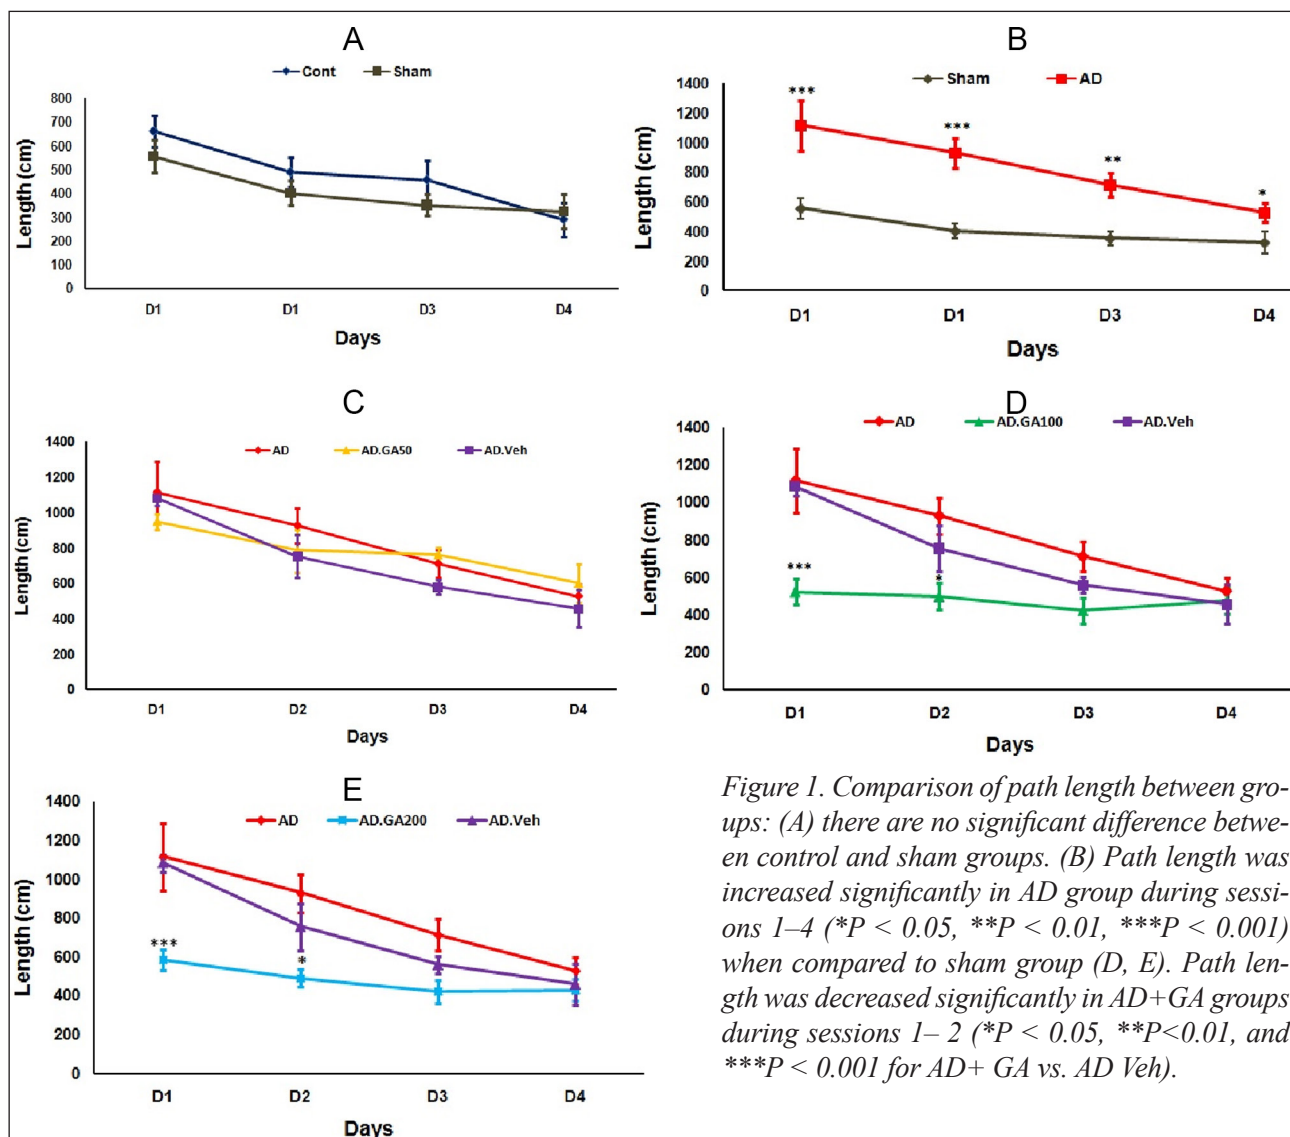 A
Cont Sham
800
700
600
500
400
300
200
100
0
Length (cm)
D1 D1 D3 D4
Days
B
Sham AD
1400
1200
1000
800
600
400
200
0
Length (cm)
***
***
**
*
D1 D1 D3 D4
Days
C
AD AD.GA50 AD.Veh
1400
1200
1000
800
600
400
200
0
Length (cm)
D1 D2 D3 D4
Days
D
AD AD.GA100 AD.Veh
1400
1200
1000
800
600
400
200
0
Length (cm)
***
*
D1 D2 D3 D4
Days
E
AD AD.GA200 AD.Veh
1400
1200
1000
800
600
400
200
0
Length (cm)
***
*
D1 D2 D3 D4
Days
Figure 1. Comparison of path length between gro-
ups: (A) there are no significant difference betwe-
en control and sham groups. (B) Path length was
increased significantly in AD group during sessi-
ons 1–4 (*P < 0.05, **P < 0.01, ***P < 0.001)
when compared to sham group (D, E). Path len-
gth was decreased significantly in AD+GA groups
during sessions 1– 2 (*P < 0.05, **P<0.01, and
***P < 0.001 for AD+ GA vs. AD Veh).